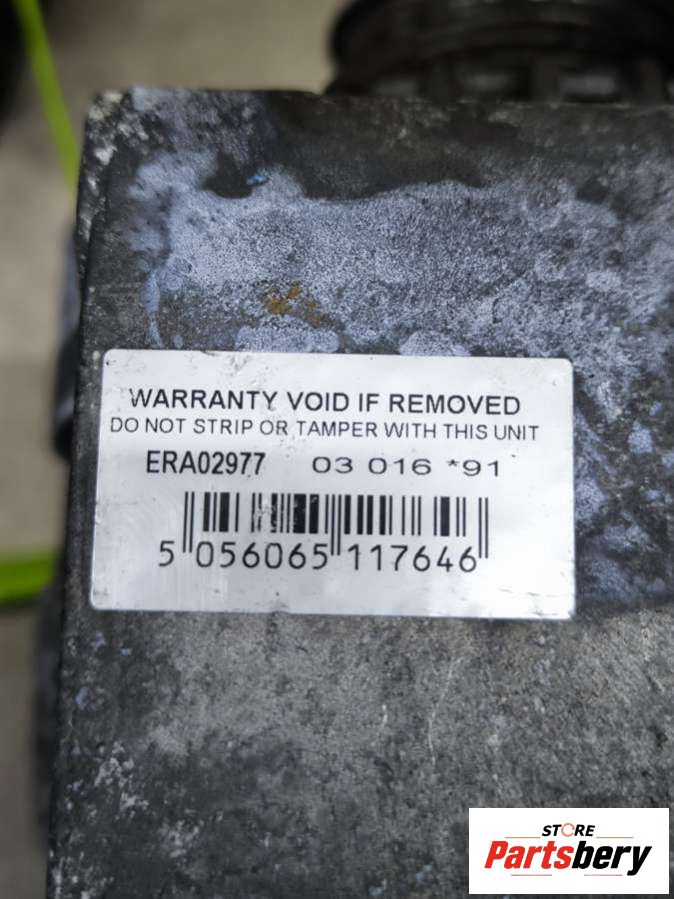 WARRANTY VOID IF REMOVED
DO NOT STRIP OR TAMPER WITH THIS UNIT
ERA02977 03 016 *91
5 056065 117646
STORE
Partsbery